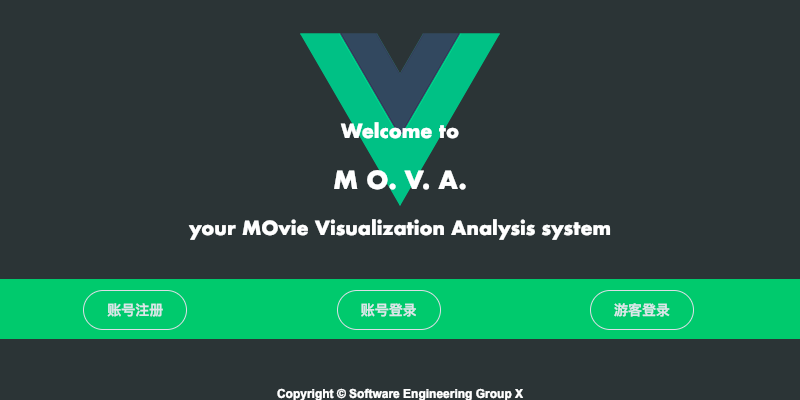 Welcome to
M O. V. A.
your MOvie Visualization Analysis system
账号注册
账号登录
游客登录
Copyright © Software Engineering Group X